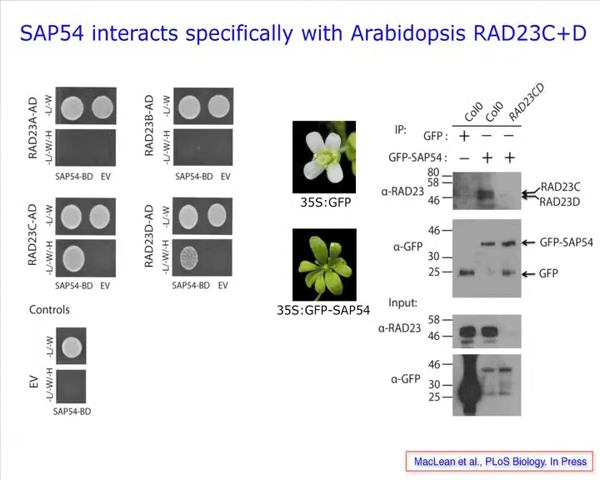 SAP54 interacts specifically with Arabidopsis RAD23C+D
RAD23A-AD
-L/-W
-L/-W/-H
SAP54-BD EV
RAD23B-AD
-L/-W
-L/-W/-H
SAP54-BD EV
RAD23C-AD
-L/-W
-L/-W/-H
SAP54-BD EV
RAD23D-AD
-L/-W
-L/-W/-H
SAP54-BD EV
Controls
EV
-L/-W
-L/-W/-H
SAP54-BD
35S:GFP
35S:GFP-SAP54
Col0 Col0 RAD23CD
IP:
GFP : + – –
GFP-SAP54 : – + +
α-RAD23
80
58
46
RAD23C
RAD23D
α-GFP
46
30
25
GFP-SAP54
GFP
Input:
α-RAD23
58
46
α-GFP
46
30
25
MacLean et al., PLoS Biology. In Press